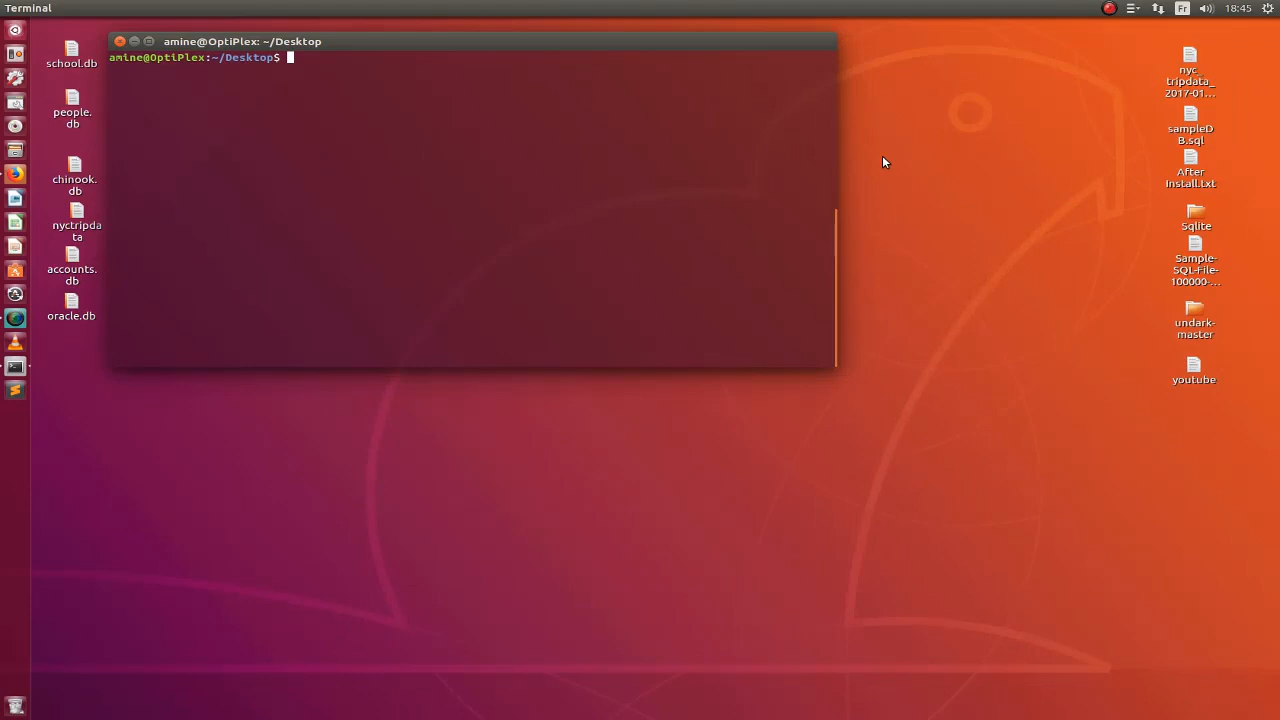 Terminal
Fr
18:45
amine@OptiPlex: ~/Desktop
amine@OptiPlex:~/Desktop$
school.db
people.
db
chinook.
db
nyctripda
ta
accounts.
db
oracle.db
nyc_
tripdata_
2017-01...
sampleD
B.sql
After
Install.txt
Sqlite
Sample-
SQL-File-
100000-...
undark-
master
youtube